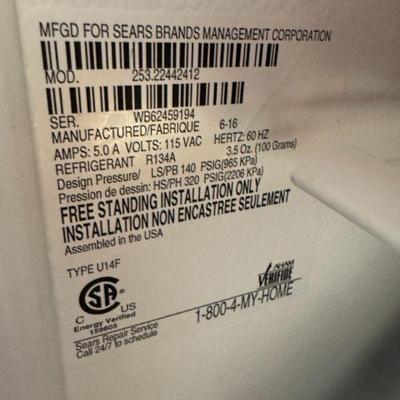 MFGD FOR SEARS BRANDS MANAGEMENT CORPORATION
MOD. 253.22442412
SER. WB62459194
MANUFACTURED/FABRIQUE 6-16
AMPS: 5.0 A VOLTS: 115 VAC HERTZ: 60 HZ
REFRIGERANT R134A 3.5 Oz. (100 Grams)
Design Pressure/ LS/PB 140 PSIG(965 KPa)
Pression de dessin: HS/PH 320 PSIG(2206 KPa)
FREE STANDING INSTALLATION ONLY
INSTALLATION NON ENCASTREE SEULEMENT
Assembled in the USA
TYPE U14F
AHAM
VERIFIDE
C SA US
Energy Verified
159605
1-800-4-MY-HOME
Sears Repair Service
Call 24/7 to schedule